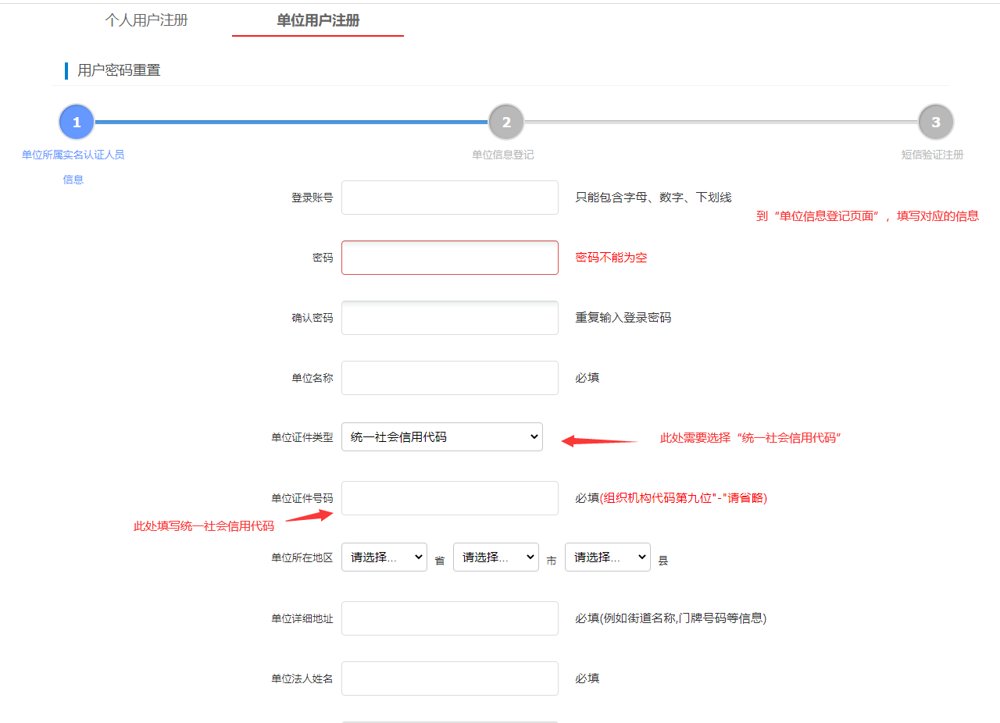 个人用户注册
单位用户注册
用户密码重置
1
2
3
单位所属实名认证人员
信息
单位信息登记
短信验证注册
登录账号
只能包含字母、数字、下划线
到“单位信息登记页面”，填写对应的信息
密码
密码不能为空
确认密码
重复输入登录密码
单位名称
必填
单位证件类型
统一社会信用代码
此处需要选择“统一社会信用代码”
单位证件号码
必填(组织机构代码第九位"-"请省略)
此处填写统一社会信用代码
单位所在地区
请选择...
省
请选择...
市
请选择...
县
单位详细地址
必填(例如街道名称,门牌号码等信息)
单位法人姓名
必填